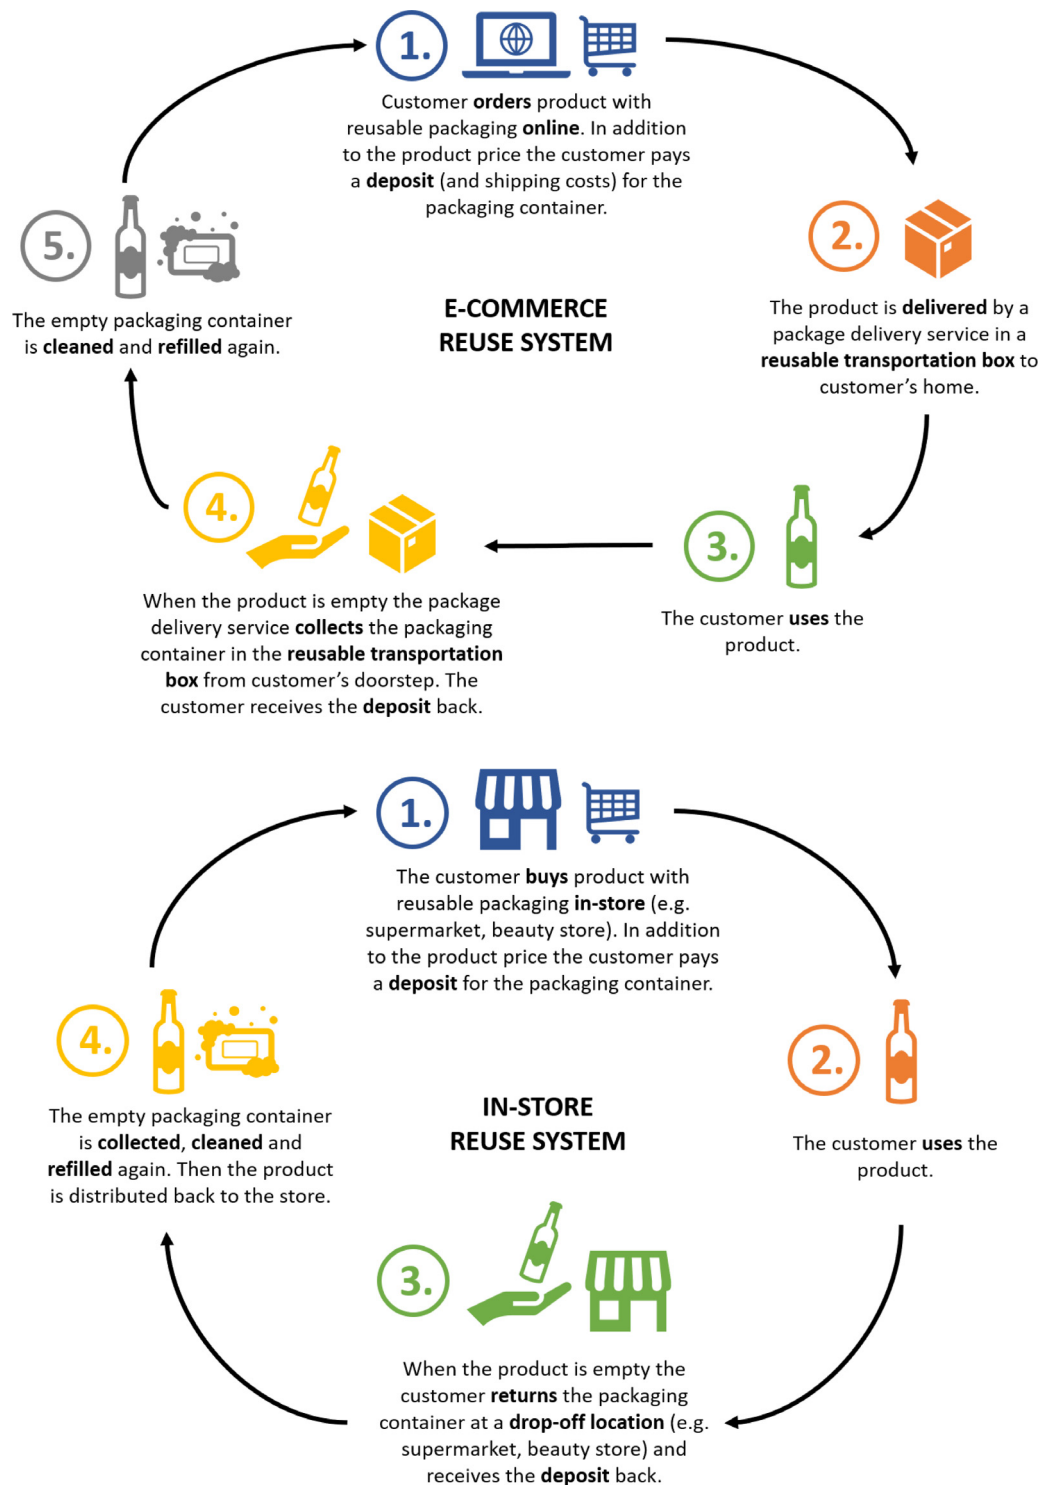 1.
Customer orders product with
reusable packaging online. In addition
to the product price the customer pays
a deposit (and shipping costs) for the
packaging container.
2.
The product is delivered by a
package delivery service in a
reusable transportation box to
customer's home.
5.
The empty packaging container
is cleaned and refilled again.
E-COMMERCE
REUSE SYSTEM
4.
When the product is empty the package
delivery service collects the packaging
container in the reusable transportation
box from customer's doorstep. The
customer receives the deposit back.
3.
The customer uses the
product.
1.
The customer buys product with
reusable packaging in-store (e.g.
supermarket, beauty store). In addition
to the product price the customer pays
a deposit for the packaging container.
4.
The empty packaging container
is collected, cleaned and
refilled again. Then the product
is distributed back to the store.
IN-STORE
REUSE SYSTEM
2.
The customer uses the
product.
3.
When the product is empty the
customer returns the packaging
container at a drop-off location (e.g.
supermarket, beauty store) and
receives the deposit back.